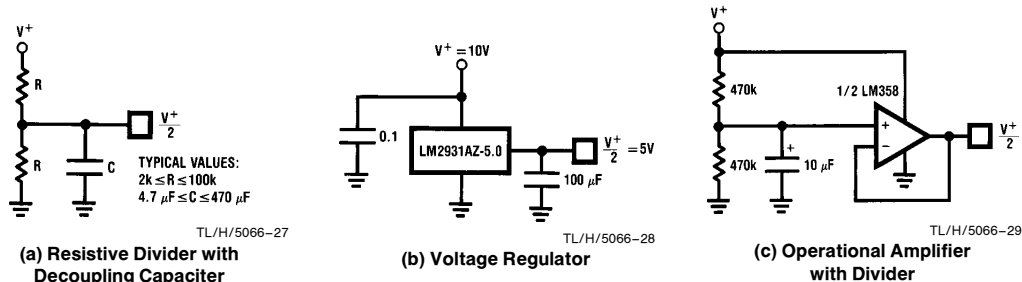 V+
R
R
C
V+
2
TYPICAL VALUES:
2k ≤ R ≤ 100k
4.7 μF ≤ C ≤ 470 μF
TL/H/5066–27
(a) Resistive Divider with
Decoupling Capaciter
V+ = 10V
0.1
LM2931AZ-5.0
V+
2
= 5V
100 μF
TL/H/5066–28
(b) Voltage Regulator
V+
470k
470k
1/2 LM358
+
−
+
10 μF
V+
2
TL/H/5066–29
(c) Operational Amplifier
with Divider